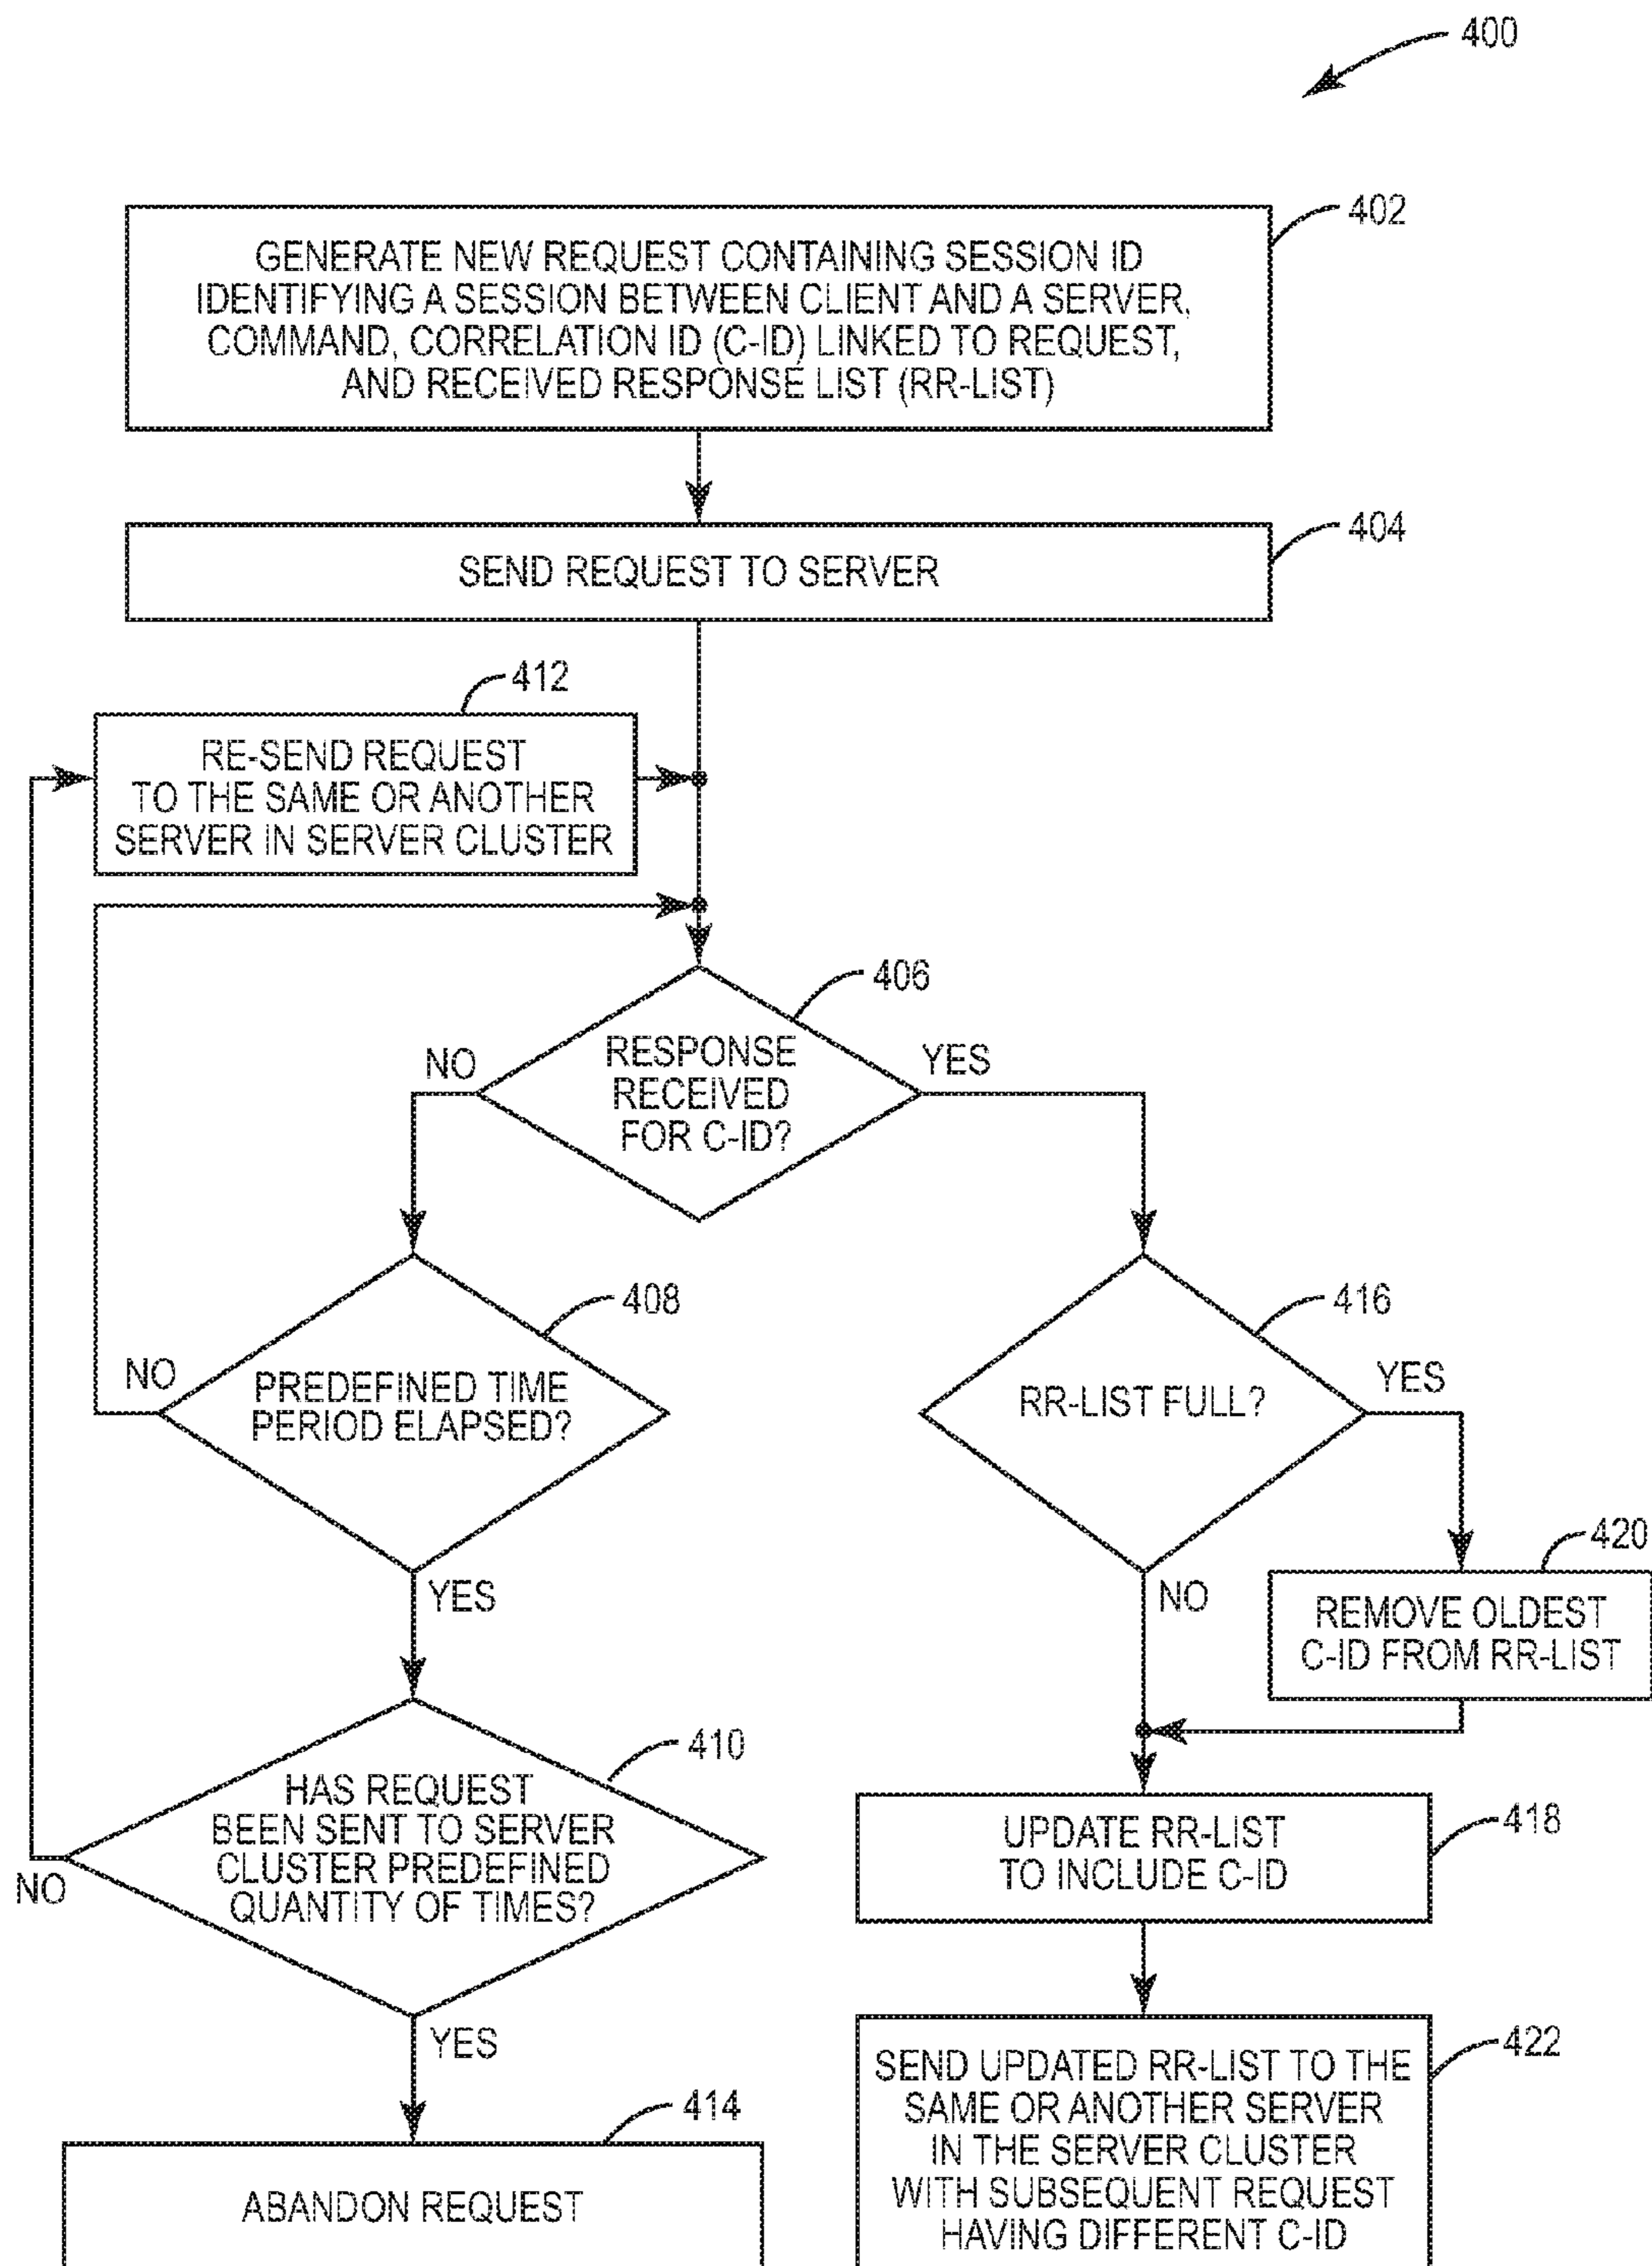 400
402
GENERATE NEW REQUEST CONTAINING SESSION ID
IDENTIFYING A SESSION BETWEEN CLIENT AND A SERVER,
COMMAND, CORRELATION ID (C-ID) LINKED TO REQUEST,
AND RECEIVED RESPONSE LIST (RR-LIST)
404
SEND REQUEST TO SERVER
412
RE-SEND REQUEST
TO THE SAME OR ANOTHER
SERVER IN SERVER CLUSTER
406
NO
RESPONSE
RECEIVED
FOR C-ID?
YES
408
NO
PREDEFINED TIME
PERIOD ELAPSED?
YES
416
RR-LIST FULL?
YES
NO
420
REMOVE OLDEST
C-ID FROM RR-LIST
410
HAS REQUEST
BEEN SENT TO SERVER
CLUSTER PREDEFINED
QUANTITY OF TIMES?
NO
YES
418
UPDATE RR-LIST
TO INCLUDE C-ID
414
ABANDON REQUEST
422
SEND UPDATED RR-LIST TO THE
SAME OR ANOTHER SERVER
IN THE SERVER CLUSTER
WITH SUBSEQUENT REQUEST
HAVING DIFFERENT C-ID